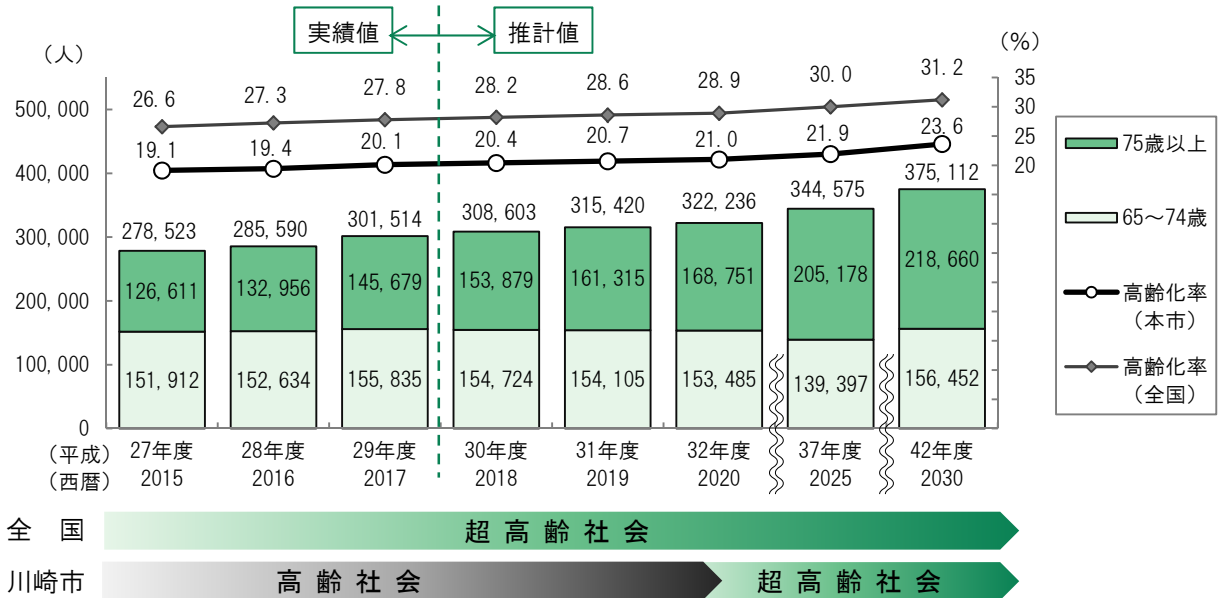 実績値 推計値
(人) (%)
500,000
400,000
300,000
200,000
100,000
0
35
30
25
20
26.6 27.3 27.8 28.2 28.6 28.9 30.0 31.2
19.1 19.4 20.1 20.4 20.7 21.0 21.9 23.6
278,523 285,590 301,514 308,603 315,420 322,236 344,575 375,112
126,611 132,956 145,679 153,879 161,315 168,751 205,178 218,660
151,912 152,634 155,835 154,724 154,105 153,485 139,397 156,452
(平成) 27年度 28年度 29年度 30年度 31年度 32年度 37年度 42年度
(西暦) 2015 2016 2017 2018 2019 2020 2025 2030
75歳以上
65～74歳
高齢化率
(本市)
高齢化率
(全国)
全国 超高齢社会
川崎市 高齢社会 超高齢社会